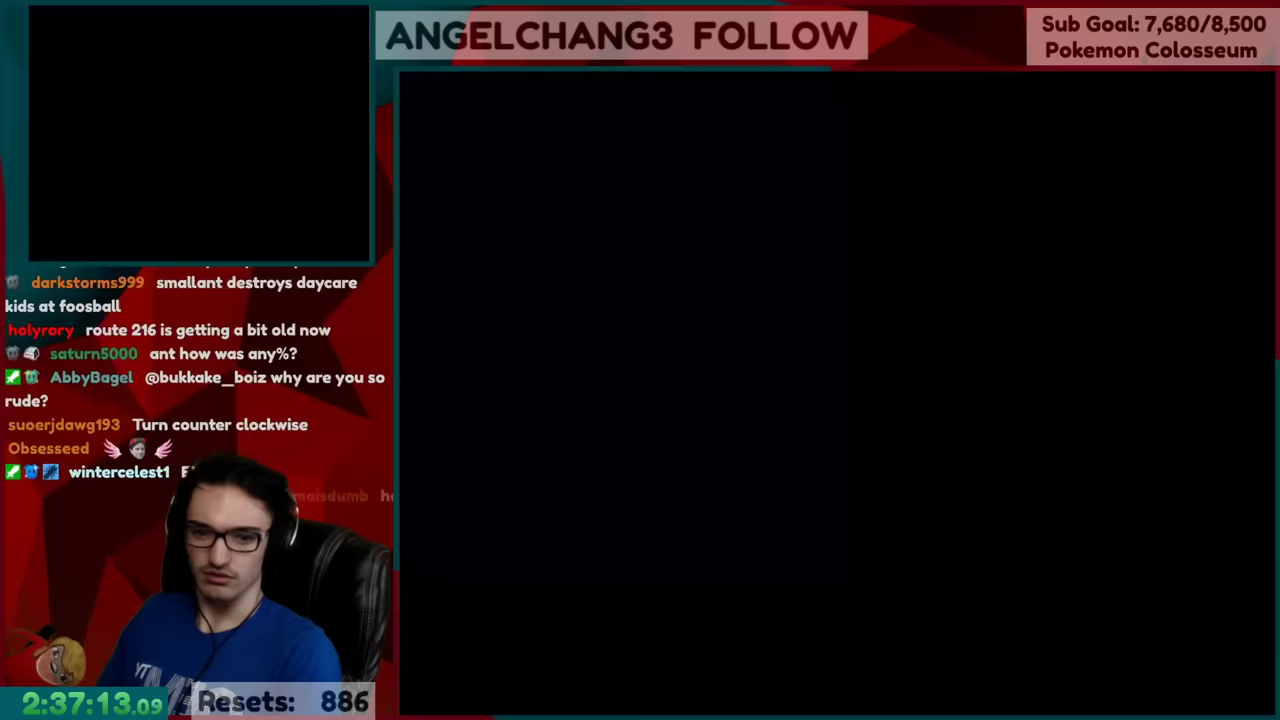 ANGELCHANG3 FOLLOW
Sub Goal: 7,680/8,500
Pokemon Colosseum
darkstorms999 smallant destroys daycare
kids at foosball
holyrory route 216 is getting a bit old now
saturn5000 ant how was any%?
AbbyBagel @bukkake_boiz why are you so
rude?
suoerjdawg193 Turn counter clockwise
Obsesseed
wintercelest1
maisdumb
YT
2:37:13.09
Resets: 886